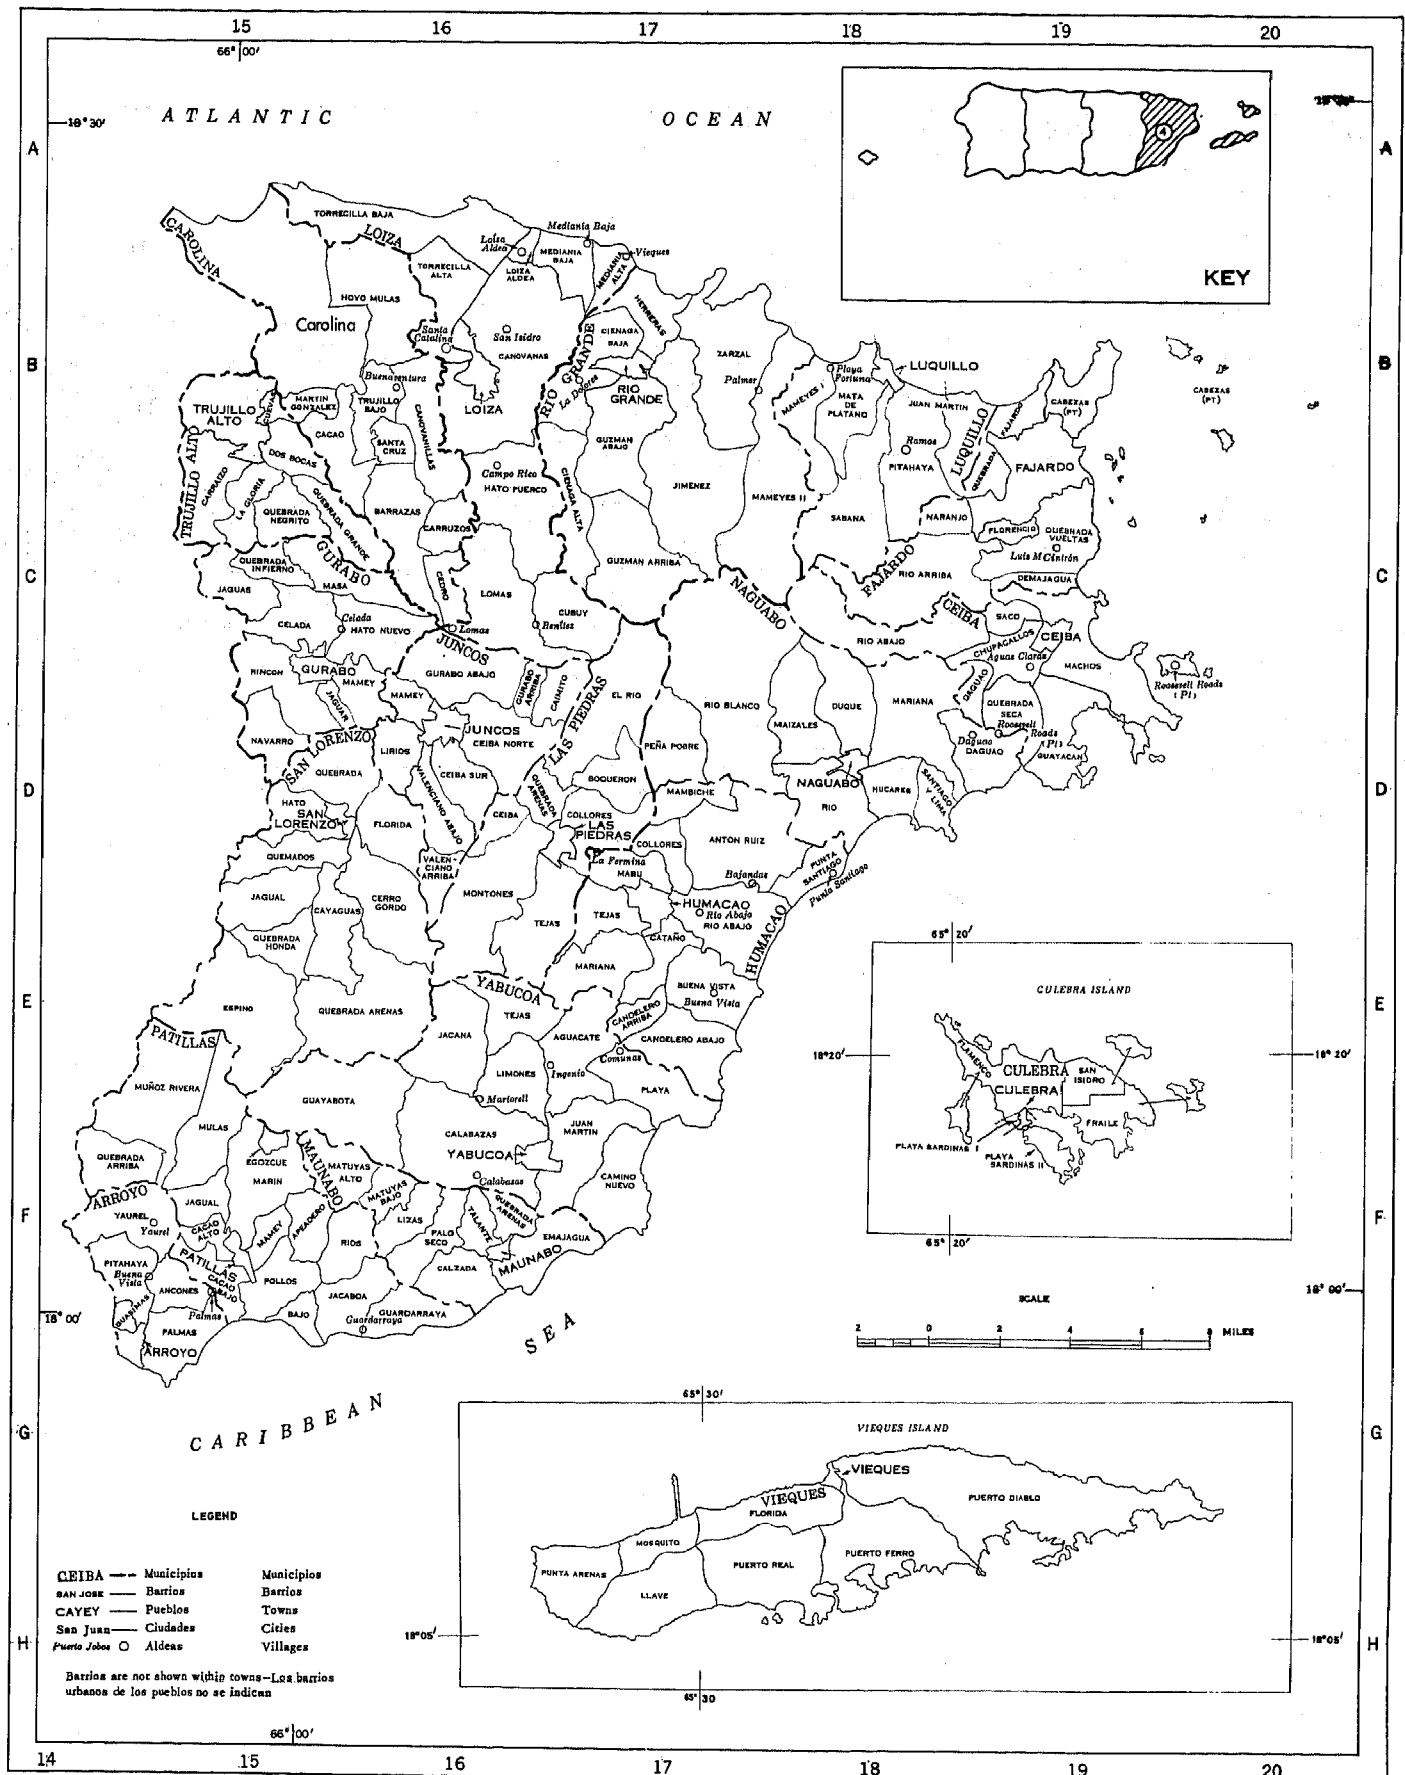 15 16 17 18 19 20
66° 00'
18° 30'
ATLANTIC OCEAN
A A
KEY
4
CAROLINA
TORRECILLA BAJA
LOIZA
Loiza
Aldea
Mediania Baja
MEDIANIA
BAJA
Vieques
MEDIANIA
ALTA
TORRECILLA
ALTA
LOIZA
ALDEA
HERRERAS
HOYO MULAS
Carolina
Santa
Catalina
San Isidro
CANOVANAS
CIENAGA
BAJA
RIO GRANDE
ZARZAL
B B
Buenaventura
LOIZA
La Dolores
RIO
GRANDE
Palmer
MAMEYES I
Playa
Fortuna
MATA
DE
PLATANO
LUQUILLO
JUAN MARTIN
LUQUILLO
FAJARDO
QUEBRADA
CABEZAS
(PT)
CABEZAS
(PT)
TRUJILLO
ALTO
TRUJILLO ALTO
CUEVAS
MARTIN
GONZALEZ
TRUJILLO
BAJO
CACAO
SANTA
CRUZ
CANOVANILLAS
GUZMAN
ABAJO
Ramos
PITAHAYA
FAJARDO
CARRAIZO
LA GLORIA
DOS BOCAS
QUEBRADA
NEGRITO
QUEBRADA GRANDE
BARRAZAS
CARRUZOS
Campo Rico
HATO PUERCO
CIENAGA ALTA
JIMENEZ
MAMEYES II
SABANA
NARANJO
FLORENCIO
QUEBRADA
VUELTAS
Luis M Cintrón
C C
GURABO
QUEBRADA
INFIERNO
MASA
JAGUAS
CEDRO
LOMAS
GUZMAN ARRIBA
NAGUABO
FAJARDO
RIO ARRIBA
DEMAJAGUA
CEIBA
SACO
CELADA
Celada
HATO NUEVO
Lomas
JUNCOS
CUBUY
Benitez
RIO ABAJO
CHUPACALLOS
CEIBA
Aguas Claras
MACHOS
RINCON
GURABO
MAMEY
JAGUAR
MAMEY
GURABO ABAJO
GURABO
ARRIBA
CAIMITO
LAS PIEDRAS
EL RIO
RIO BLANCO
MAIZALES
DUQUE
MARIANA
DAGUAO
QUEBRADA
SECA
Roosevelt
Roads
(Pt)
Roosevelt Roads
(Pt)
Daguao
DAGUAO
GUAYACAN
NAVARRO
SAN LORENZO
LIRIOS
JUNCOS
CEIBA NORTE
PEÑA POBRE
QUEBRADA
VALENCIANO ABAJO
CEIBA SUR
QUEBRADA
ARENAS
BOQUERON
MAMBICHE
NAGUABO
RIO
HUCARES
SANTIAGO
Y LIMA
D D
HATO
SAN
LORENZO
FLORIDA
CEIBA
COLLORES
LAS
PIEDRAS
COLLORES
ANTON RUIZ
QUEMADOS
VALEN-
CIANO
ARRIBA
La Fermina
MABU
Bajandas
PUNTA
SANTIAGO
Punta Santiago
JAGUAL
CAYAGUAS
CERRO
GORDO
MONTONES
TEJAS
TEJAS
HUMACAO
Rio Abajo
RIO ABAJO
HUMACAO
QUEBRADA
HONDA
CATAÑO
MARIANA
BUENA VISTA
Buena Vista
65° 20'
CULEBRA ISLAND
E E
ESPINO
QUEBRADA ARENAS
YABUCOA
TEJAS
JACANA
AGUACATE
CANDELERO
ARRIBA
CANDELERO ABAJO
Comunas
PATILLAS
MUÑOZ RIVERA
LIMONES
Ingenio
PLAYA
18° 20' 18° 20'
FLAMENCO
CULEBRA
CULEBRA
SAN
ISIDRO
FRAILE
PLAYA SARDINAS I
PLAYA
SARDINAS II
GUAYABOTA
Martorell
MULAS
CALABAZAS
JUAN
MARTIN
YABUCOA
QUEBRADA
ARRIBA
EGOZCUE
MARIN
MAUNABO
MATUYAS
ALTO
MATUYAS
BAJO
Calabazas
CAMINO
NUEVO
F F
ARROYO
YAUREL
Yaurel
JAGUAL
CACAO
ALTO
MAMEY
APEADERO
RIOS
LIZAS
PALO
SECO
TALANTE
QUEBRADA
ARENAS
EMAJAGUA
MAUNABO
65° 20'
PITAHAYA
Buena
Vista
PATILLAS
CACAO
BAJO
ANCONES
POLLOS
CALZADA
JACABOA
GUARDARRAYA
Guardarraya
BAJO
GUASIMAS
Palmas
PALMAS
ARROYO
18° 00'
SCALE
2 0 2 4 6 8 MILES
CARIBBEAN SEA
65° 30'
VIEQUES ISLAND
G G
VIEQUES
VIEQUES
FLORIDA
PUERTO DIABLO
MOSQUITO
PUNTA ARENAS
PUERTO REAL
PUERTO FERRO
LLAVE
18° 05' 18° 05'
65° 30
H H
LEGEND
CEIBA Municipios Municipios
SAN JOSE Barrios Barrios
CAYEY Pueblos Towns
San Juan Ciudades Cities
Puerto Jobos Aldeas Villages
Barrios are not shown within towns—Los barrios
urbanos de los pueblos no se indican
66° 00'
14 15 16 17 18 19 20